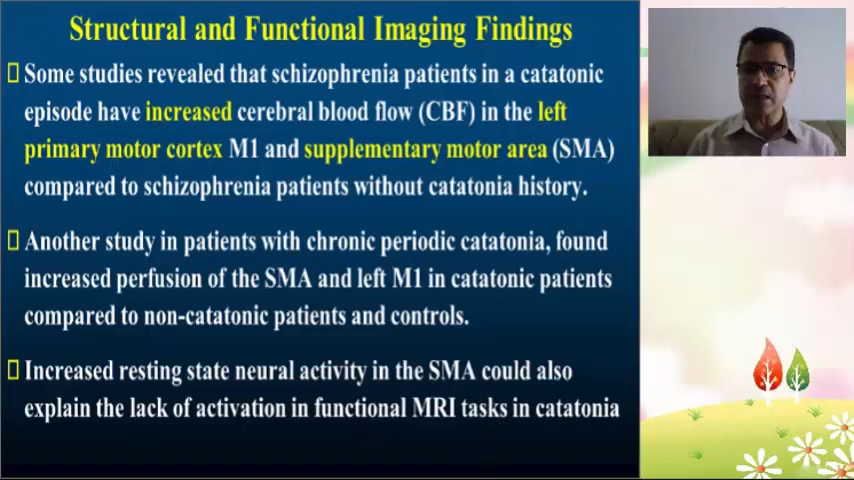 Structural and Functional Imaging Findings
Some studies revealed that schizophrenia patients in a catatonic
episode have increased cerebral blood flow (CBF) in the left
primary motor cortex M1 and supplementary motor area (SMA)
compared to schizophrenia patients without catatonia history.
Another study in patients with chronic periodic catatonia, found
increased perfusion of the SMA and left M1 in catatonic patients
compared to non-catatonic patients and controls.
Increased resting state neural activity in the SMA could also
explain the lack of activation in functional MRI tasks in catatonia